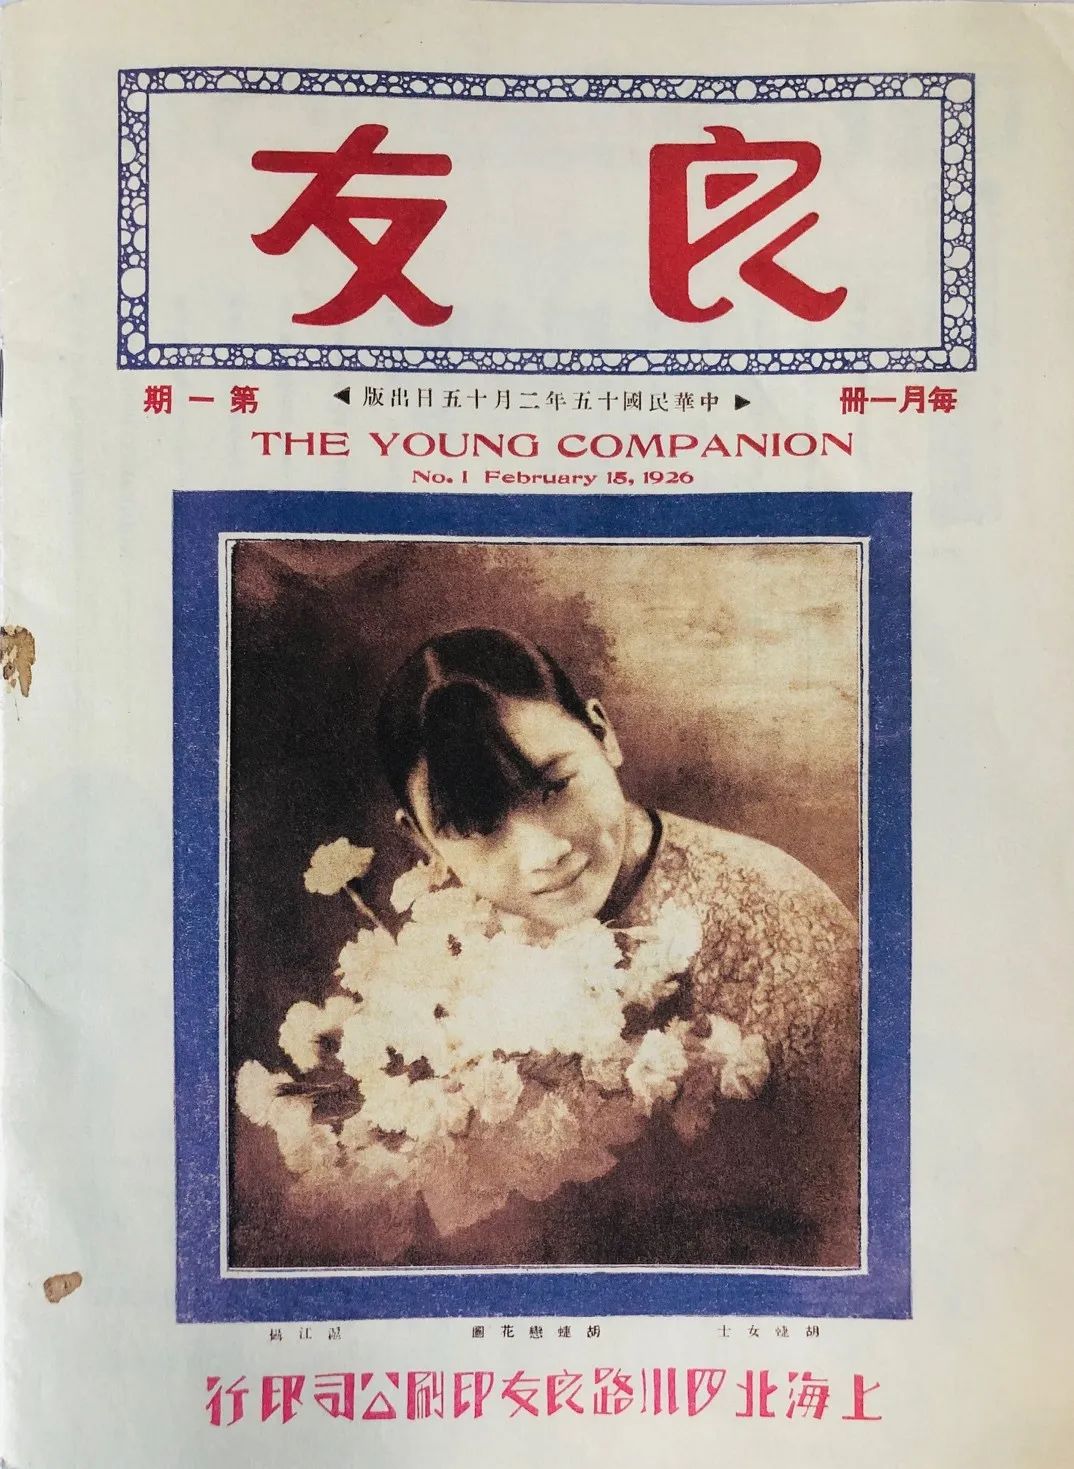 良友
每月一冊 中華民國十五年二月十五日出版 第一期
THE YOUNG COMPANION
No. 1 February 15, 1926
胡蝶女士 胡蝶戀花圖
上海北四川路良友印刷公司印行